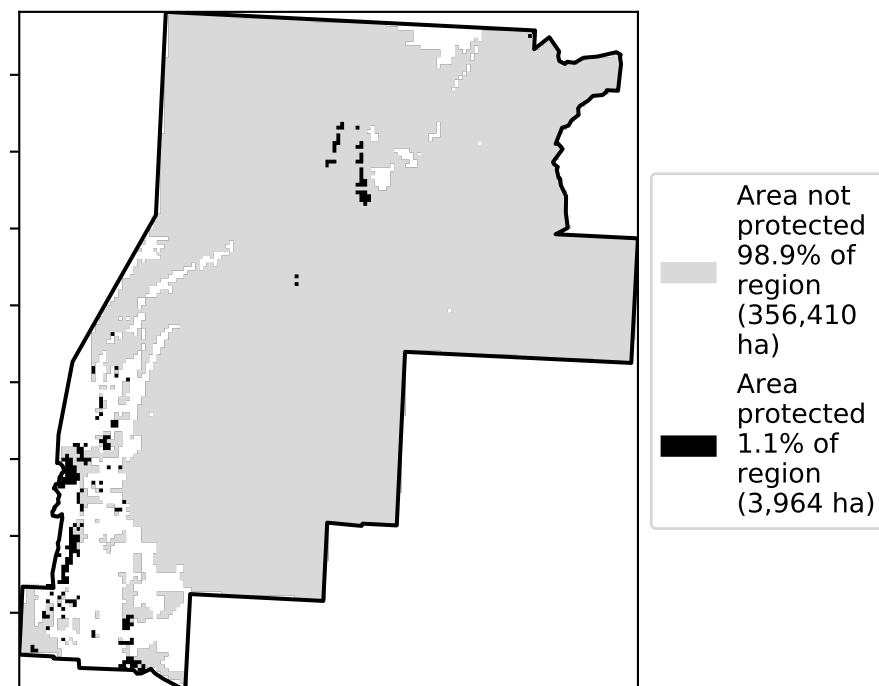 Area not
protected
98.9% of
region
(356,410
ha)
Area
protected
1.1% of
region
(3,964 ha)